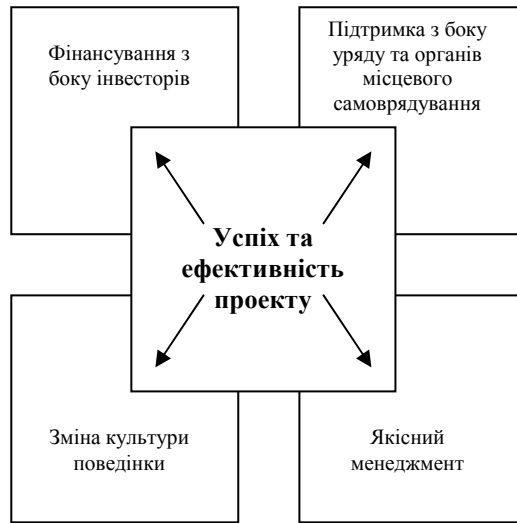 Фінансування з
боку інвесторів
Підтримка з боку
уряду та органів
місцевого
самоврядування
Успіх та
ефективність
проекту
Зміна культури
поведінки
Якісний
менеджмент